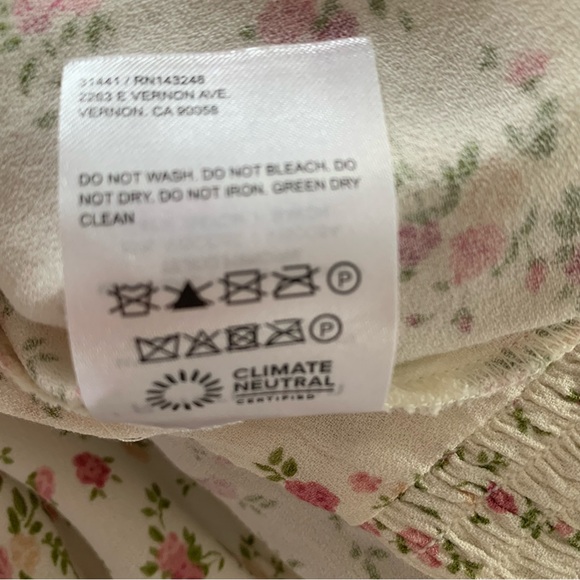 31441 / RN143248
2263 E VERNON AVE.
VERNON, CA 90058
DO NOT WASH. DO NOT BLEACH. DO
NOT DRY. DO NOT IRON. GREEN DRY
CLEAN
P
P
CLIMATE
NEUTRAL
CERTIFIED